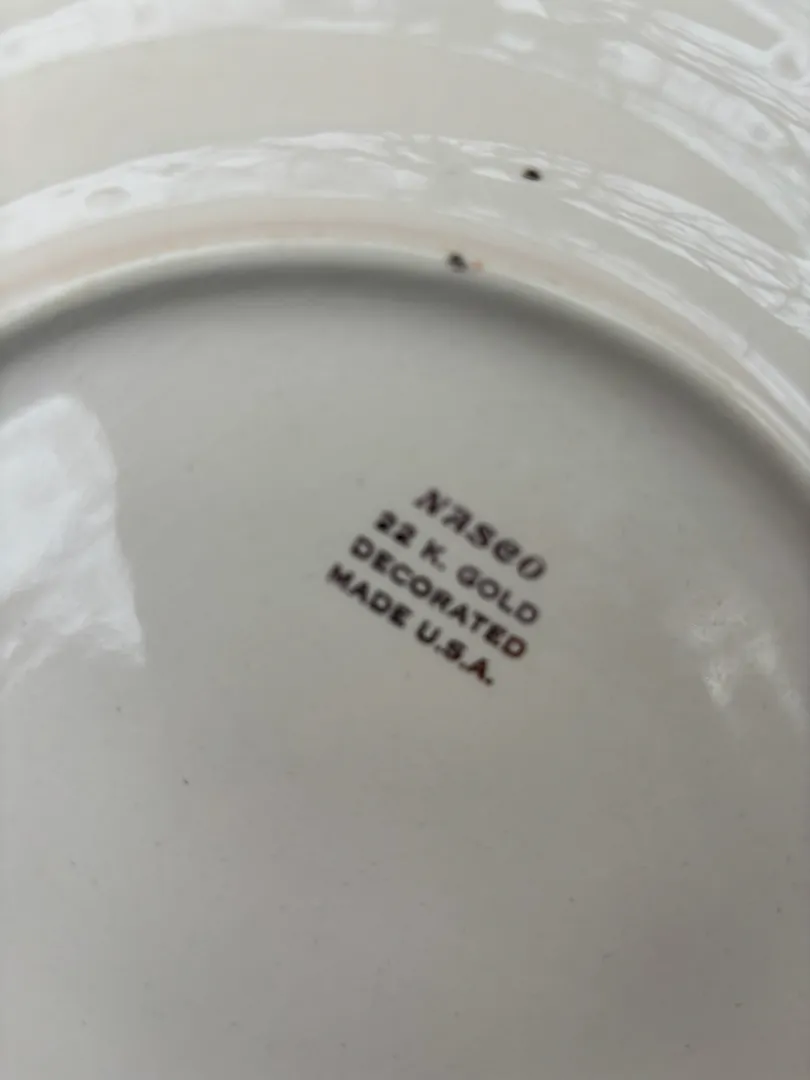 NASCO
22 K. GOLD
DECORATED
MADE U.S.A.